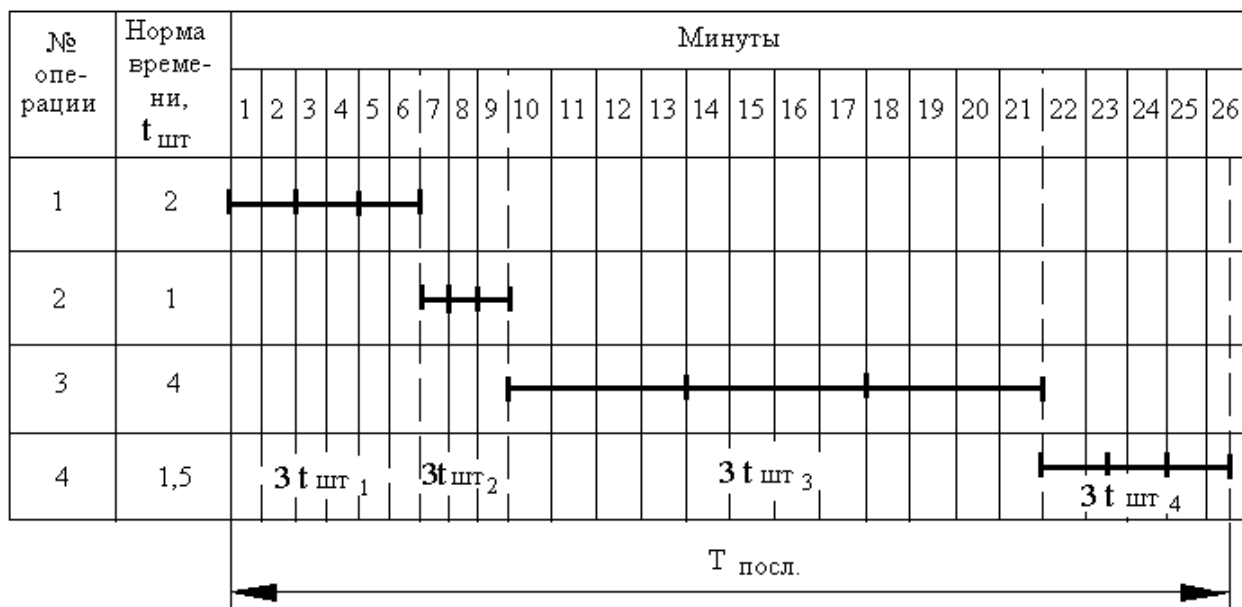 № опе-рации
Норма време-ни, t шт
Минуты
1 2 3 4 5 6 7 8 9 10 11 12 13 14 15 16 17 18 19 20 21 22 23 24 25 26
1 2
2 1
3 4
4 1,5 3 t шт 1 3t шт 2 3 t шт 3 3 t шт 4
Т посл.